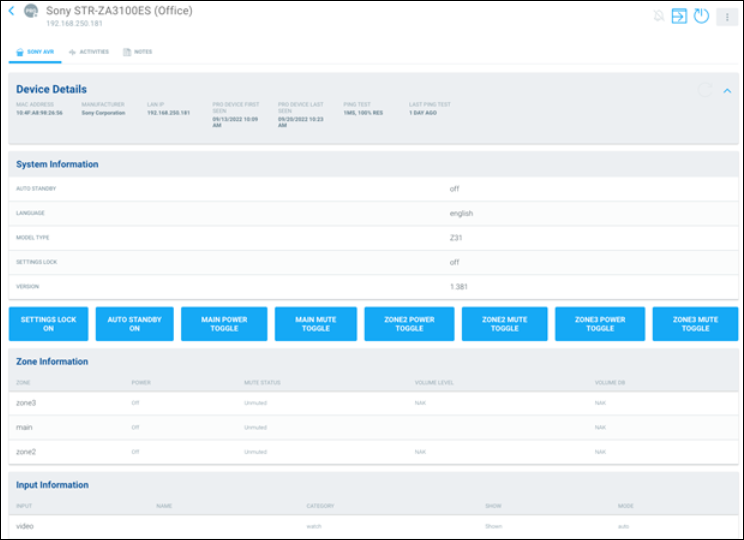 Sony STR-ZA3100ES (Office)
192.168.250.181
SONY AVR ACTIVITIES NOTES
Device Details
MAC ADDRESS MANUFACTURER LAN IP PRO DEVICE FIRST SEEN PRO DEVICE LAST SEEN PING TEST LAST PING TEST
10:4F:A8:98:26:56 Sony Corporation 192.168.250.181 09/13/2022 10:09 AM 09/20/2022 10:23 AM 1MS, 100% RES 1 DAY AGO
System Information
AUTO STANDBY off
LANGUAGE english
MODEL TYPE Z31
SETTINGS LOCK off
VERSION 1.381
SETTINGS LOCK ON AUTO STANDBY ON MAIN POWER TOGGLE MAIN MUTE TOGGLE ZONE2 POWER TOGGLE ZONE2 MUTE TOGGLE ZONE3 POWER TOGGLE ZONE3 MUTE TOGGLE
Zone Information
ZONE POWER MUTE STATUS VOLUME LEVEL VOLUME DB
zone3 Off Unmuted NAK NAK
main Off Unmuted NAK
zone2 Off Unmuted NAK NAK
Input Information
INPUT NAME CATEGORY SHOW MODE
video watch Shown auto